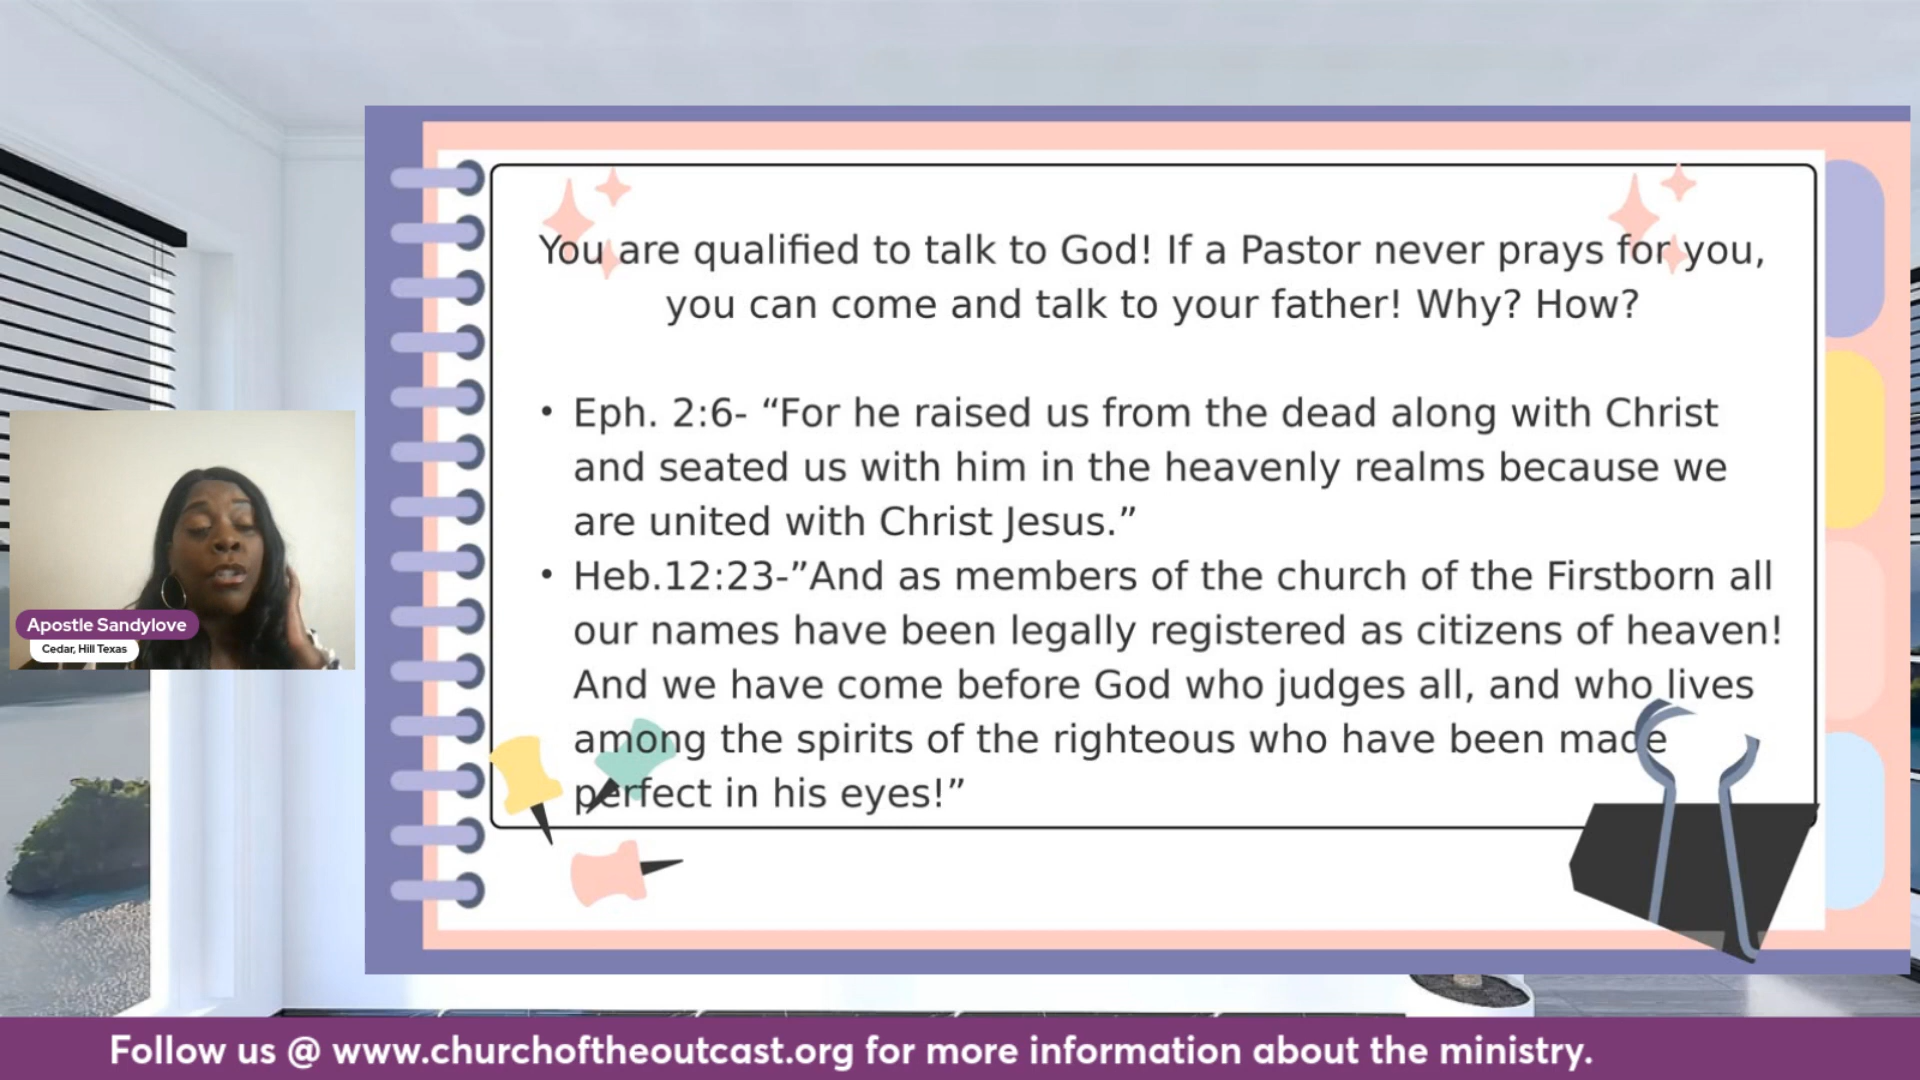 You are qualified to talk to God! If a Pastor never prays for you,
you can come and talk to your father! Why? How?
• Eph. 2:6- “For he raised us from the dead along with Christ
and seated us with him in the heavenly realms because we
are united with Christ Jesus.”
• Heb.12:23-”And as members of the church of the Firstborn all
our names have been legally registered as citizens of heaven!
And we have come before God who judges all, and who lives
among the spirits of the righteous who have been made
perfect in his eyes!”
Apostle Sandylove
Cedar, Hill Texas
Follow us @ www.churchoftheoutcast.org for more information about the ministry.